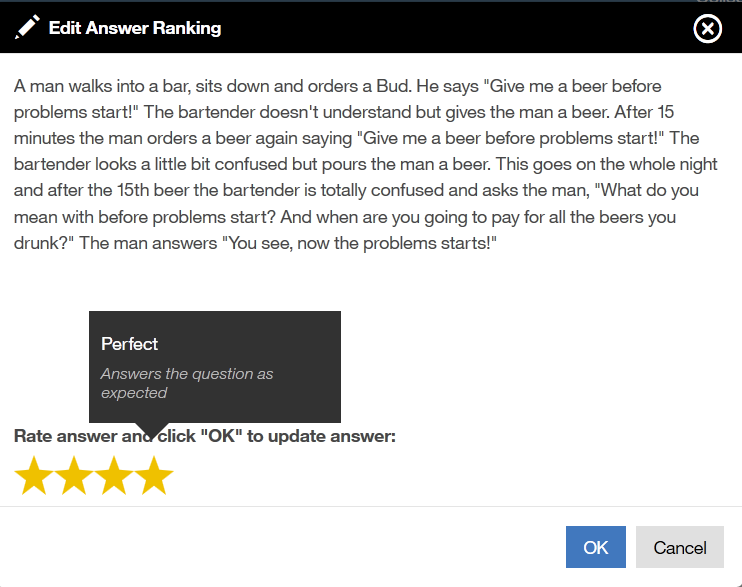 Edit Answer Ranking
A man walks into a bar, sits down and orders a Bud. He says "Give me a beer before
problems start!" The bartender doesn't understand but gives the man a beer. After 15
minutes the man orders a beer again saying "Give me a beer before problems start!" The
bartender looks a little bit confused but pours the man a beer. This goes on the whole night
and after the 15th beer the bartender is totally confused and asks the man, "What do you
mean with before problems start? And when are you going to pay for all the beers you
drunk?" The man answers "You see, now the problems starts!"
Perfect
Answers the question as
expected
Rate answer and click "OK" to update answer:
OK
Cancel